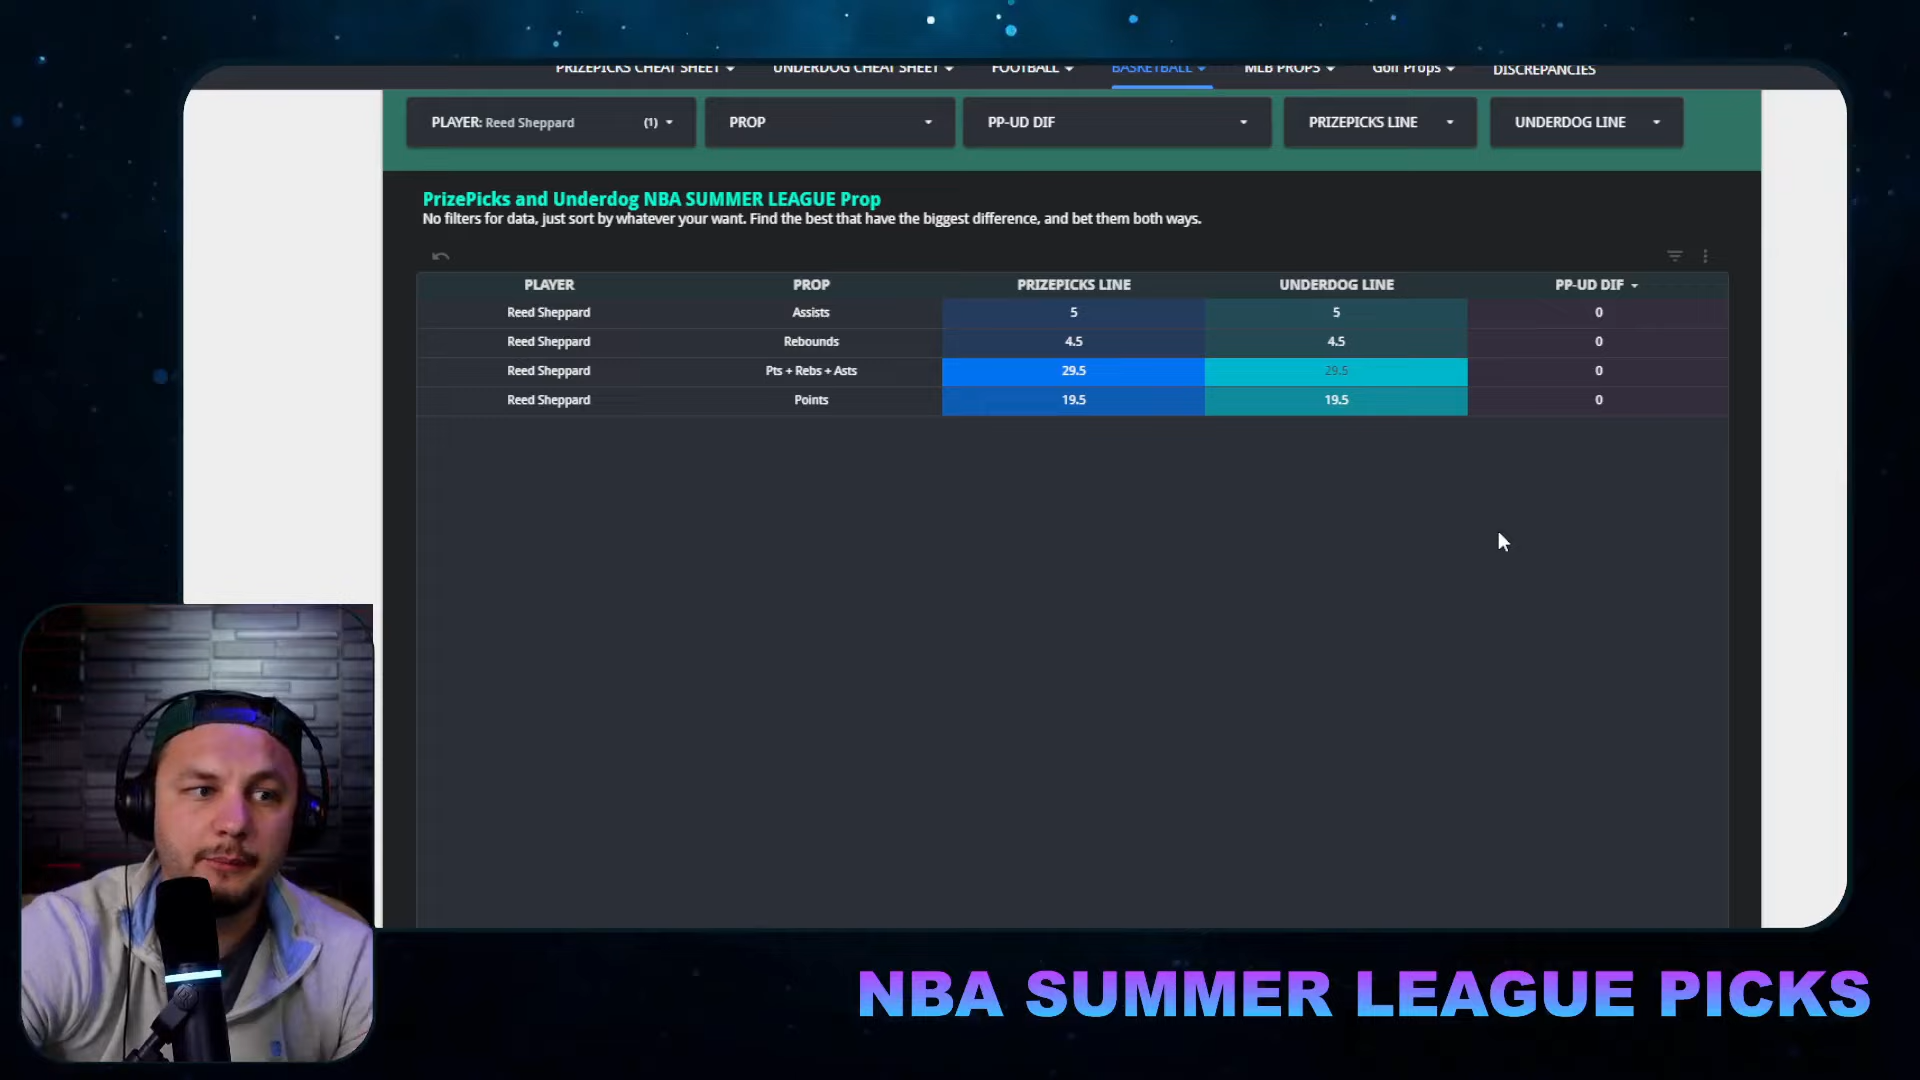 PRIZEPICKS CHEAT SHEET UNDERDOG CHEAT SHEET FOOTBALL BASKETBALL MLB PROPS Golf Props DISCREPANCIES
PLAYER: Reed Sheppard (1) PROP PP-UD DIF PRIZEPICKS LINE UNDERDOG LINE
PrizePicks and Underdog NBA SUMMER LEAGUE Prop
No filters for data, just sort by whatever your want. Find the best that have the biggest difference, and bet them both ways.
PLAYER PROP PRIZEPICKS LINE UNDERDOG LINE PP-UD DIF
Reed Sheppard Assists 5 5 0
Reed Sheppard Rebounds 4.5 4.5 0
Reed Sheppard Pts + Rebs + Asts 29.5 29.5 0
Reed Sheppard Points 19.5 19.5 0
NBA SUMMER LEAGUE PICKS